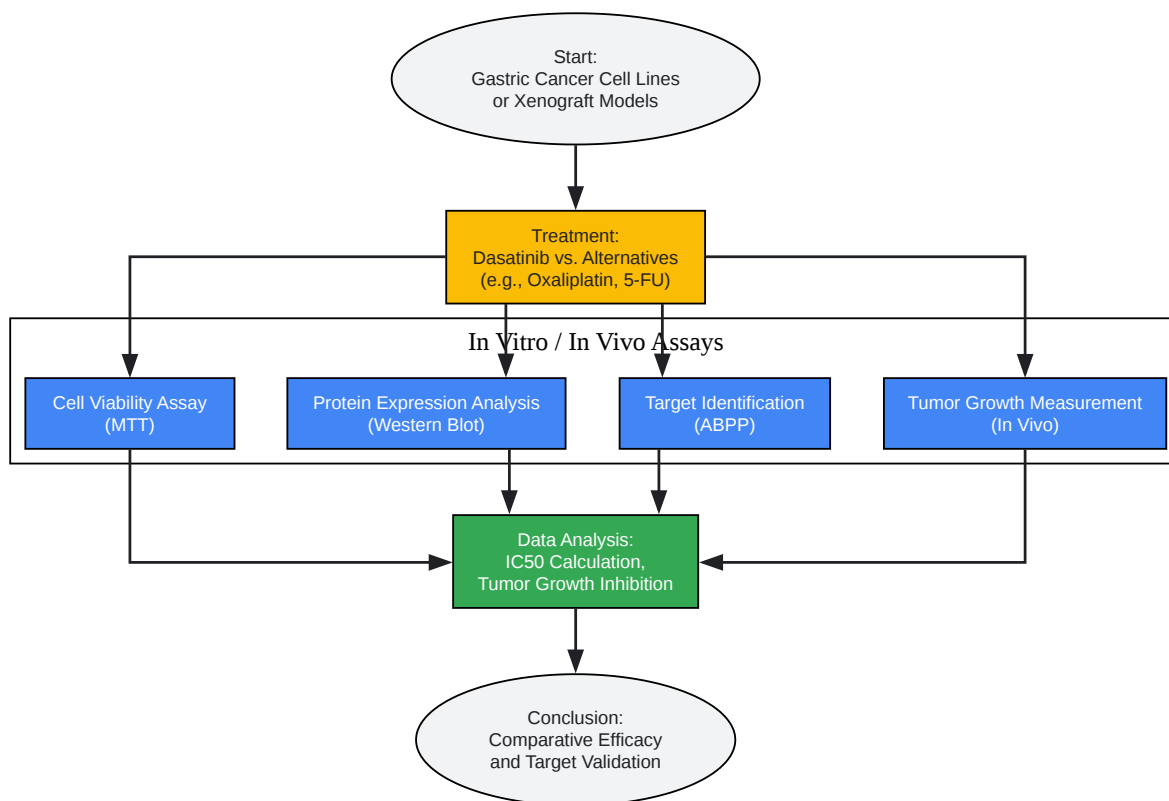 Start:
Gastric Cancer Cell Lines
or Xenograft Models
Treatment:
Dasatinib vs. Alternatives
(e.g., Oxaliplatin, 5-FU)
In Vitro / In Vivo Assays
Cell Viability Assay
(MTT)
Protein Expression Analysis
(Western Blot)
Target Identification
(ABPP)
Tumor Growth Measurement
(In Vivo)
Data Analysis:
IC50 Calculation,
Tumor Growth Inhibition
Conclusion:
Comparative Efficacy
and Target Validation